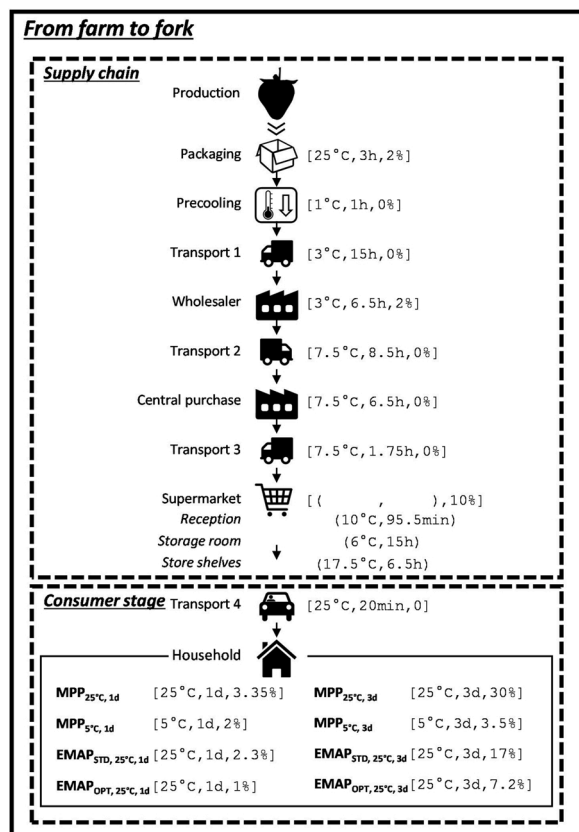 From farm to fork
Supply chain
Production
Packaging [25°C,3h,2%]
Precooling [1°C,1h,0%]
Transport 1 [3°C,15h,0%]
Wholesaler [3°C,6.5h,2%]
Transport 2 [7.5°C,8.5h,0%]
Central purchase [7.5°C,6.5h,0%]
Transport 3 [7.5°C,1.75h,0%]
Supermarket [( , ),10%]
Reception (10°C,95.5min)
Storage room (6°C,15h)
Store shelves (17.5°C,6.5h)
Consumer stage Transport 4 [25°C,20min,0]
Household
MPP25°C, 1d [25°C,1d,3.35%] MPP25°C, 3d [25°C,3d,30%]
MPP5°C, 1d [5°C,1d,2%] MPP5°C, 3d [5°C,3d,3.5%]
EMAPSTD, 25°C, 1d [25°C,1d,2.3%] EMAPSTD, 25°C, 3d [25°C,3d,17%]
EMAPOPT, 25°C, 1d [25°C,1d,1%] EMAPOPT, 25°C, 3d [25°C,3d,7.2%]